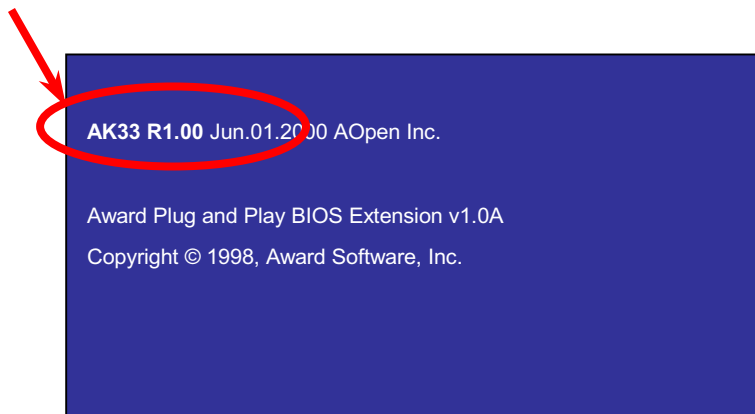 AK33 R1.00 Jun.01.2000 AOpen Inc.
Award Plug and Play BIOS Extension v1.0A
Copyright © 1998, Award Software, Inc.